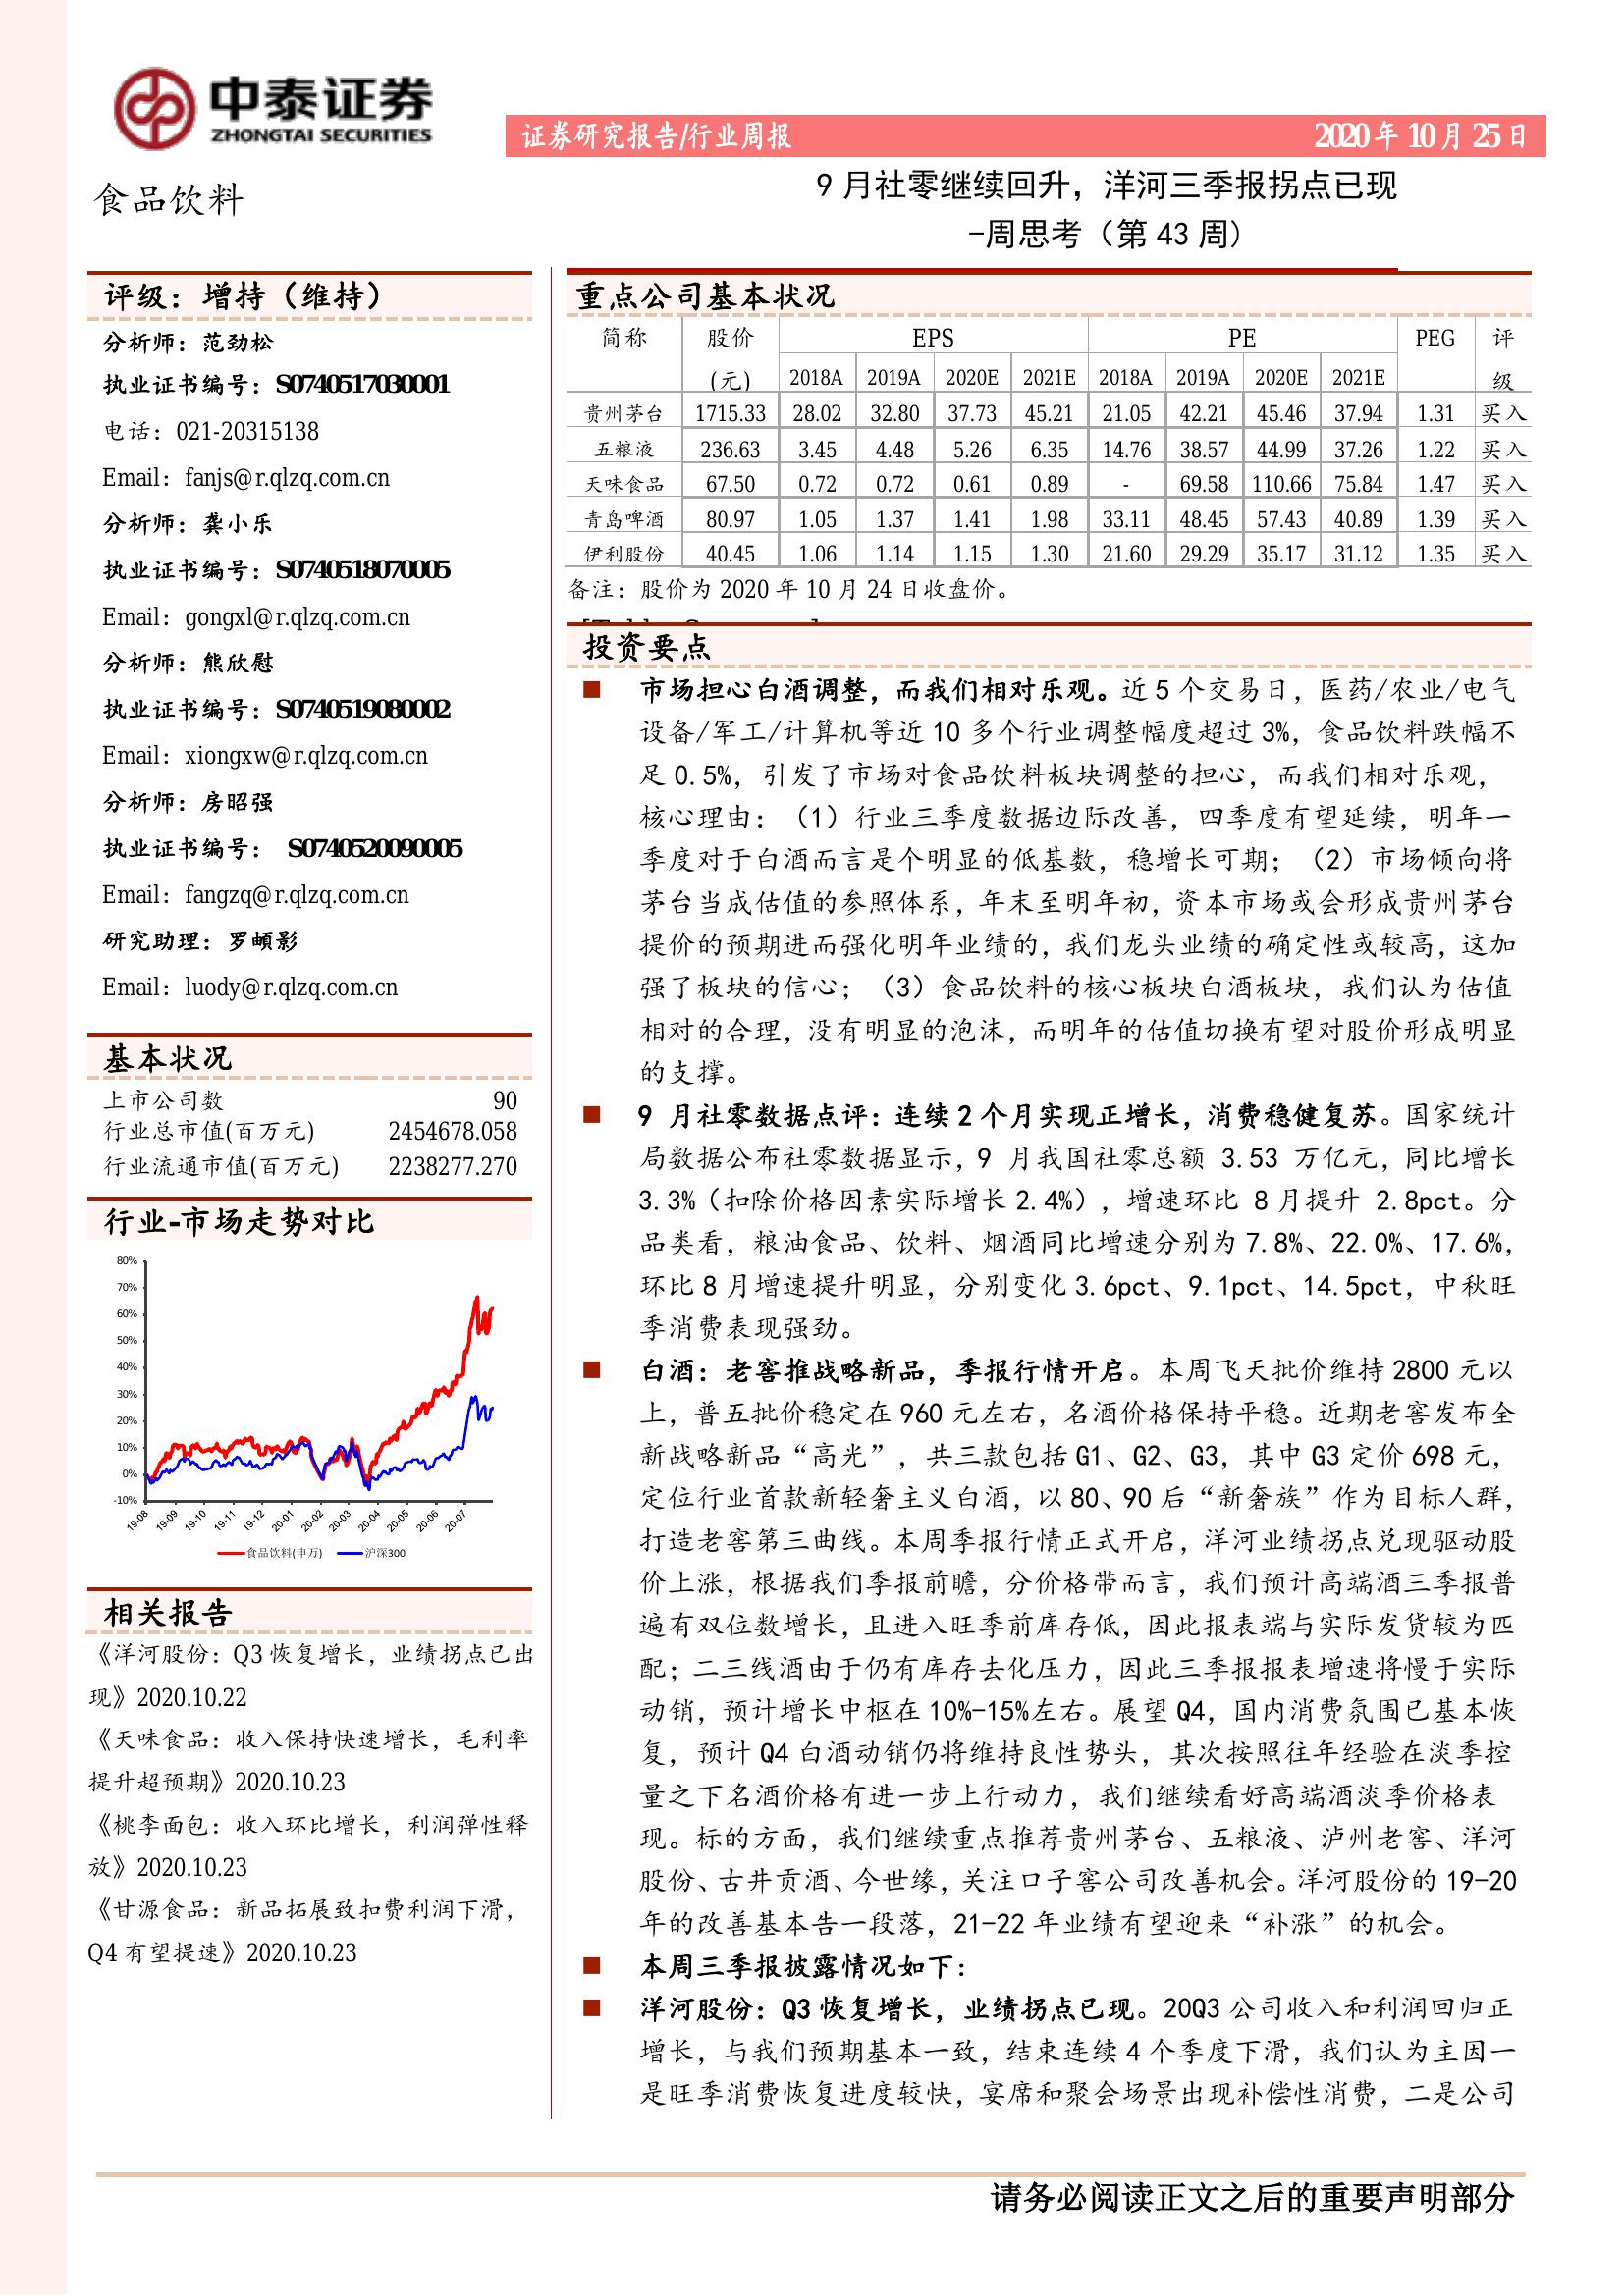 中泰证券
ZHONGTAI SECURITIES
证券研究报告/行业周报 2020 年 10 月 25 日
食品饮料
9 月社零继续回升，洋河三季报拐点已现
-周思考（第 43 周）
评级：增持（维持）
分析师：范劲松
执业证书编号：S0740517030001
电话：021-20315138
Email：fanjs@r.qlzq.com.cn
分析师：龚小乐
执业证书编号：S0740518070005
Email：gongxl@r.qlzq.com.cn
分析师：熊欣慰
执业证书编号：S0740519080002
Email：xiongxw@r.qlzq.com.cn
分析师：房昭强
执业证书编号： S0740520090005
Email：fangzq@r.qlzq.com.cn
研究助理：罗頔影
Email：luody@r.qlzq.com.cn
基本状况
上市公司数 90
行业总市值(百万元) 2454678.058
行业流通市值(百万元) 2238277.270
行业-市场走势对比
80%
70%
60%
50%
40%
30%
20%
10%
0%
-10%
19-08 19-09 19-10 19-11 19-12 20-01 20-02 20-03 20-04 20-05 20-06 20-07
食品饮料(申万) 沪深300
相关报告
《洋河股份：Q3 恢复增长，业绩拐点已出
现》2020.10.22
《天味食品：收入保持快速增长，毛利率
提升超预期》2020.10.23
《桃李面包：收入环比增长，利润弹性释
放》2020.10.23
《甘源食品：新品拓展致扣费利润下滑，
Q4 有望提速》2020.10.23
重点公司基本状况
简称 股价 EPS PE PEG 评
(元) 2018A 2019A 2020E 2021E 2018A 2019A 2020E 2021E 级
贵州茅台 1715.33 28.02 32.80 37.73 45.21 21.05 42.21 45.46 37.94 1.31 买入
五粮液 236.63 3.45 4.48 5.26 6.35 14.76 38.57 44.99 37.26 1.22 买入
天味食品 67.50 0.72 0.72 0.61 0.89 - 69.58 110.66 75.84 1.47 买入
青岛啤酒 80.97 1.05 1.37 1.41 1.98 33.11 48.45 57.43 40.89 1.39 买入
伊利股份 40.45 1.06 1.14 1.15 1.30 21.60 29.29 35.17 31.12 1.35 买入
备注：股价为 2020 年 10 月 24 日收盘价。
投资要点
■ 市场担心白酒调整，而我们相对乐观。近 5 个交易日，医药/农业/电气
设备/军工/计算机等近 10 多个行业调整幅度超过 3%，食品饮料跌幅不
足 0.5%，引发了市场对食品饮料板块调整的担心，而我们相对乐观，
核心理由：（1）行业三季度数据边际改善，四季度有望延续，明年一
季度对于白酒而言是个明显的低基数，稳增长可期；（2）市场倾向将
茅台当成估值的参照体系，年末至明年初，资本市场或会形成贵州茅台
提价的预期进而强化明年业绩的，我们龙头业绩的确定性或较高，这加
强了板块的信心；（3）食品饮料的核心板块白酒板块，我们认为估值
相对的合理，没有明显的泡沫，而明年的估值切换有望对股价形成明显
的支撑。
■ 9 月社零数据点评：连续 2 个月实现正增长，消费稳健复苏。国家统计
局数据公布社零数据显示，9 月我国社零总额 3.53 万亿元，同比增长
3.3%（扣除价格因素实际增长 2.4%），增速环比 8 月提升 2.8pct。分
品类看，粮油食品、饮料、烟酒同比增速分别为 7.8%、22.0%、17.6%，
环比 8 月增速提升明显，分别变化 3.6pct、9.1pct、14.5pct，中秋旺
季消费表现强劲。
■ 白酒：老窖推战略新品，季报行情开启。本周飞天批价维持 2800 元以
上，普五批价稳定在 960 元左右，名酒价格保持平稳。近期老窖发布全
新战略新品“高光”，共三款包括 G1、G2、G3，其中 G3 定价 698 元，
定位行业首款新轻奢主义白酒，以 80、90 后“新奢族”作为目标人群，
打造老窖第三曲线。本周季报行情正式开启，洋河业绩拐点兑现驱动股
价上涨，根据我们季报前瞻，分价格带而言，我们预计高端酒三季报普
遍有双位数增长，且进入旺季前库存低，因此报表端与实际发货较为匹
配；二三线酒由于仍有库存去化压力，因此三季报报表增速将慢于实际
动销，预计增长中枢在 10%-15%左右。展望 Q4，国内消费氛围已基本恢
复，预计 Q4 白酒动销仍将维持良性势头，其次按照往年经验在淡季控
量之下名酒价格有进一步上行动力，我们继续看好高端酒淡季价格表
现。标的方面，我们继续重点推荐贵州茅台、五粮液、泸州老窖、洋河
股份、古井贡酒、今世缘，关注口子窖公司改善机会。洋河股份的 19-20
年的改善基本告一段落，21-22 年业绩有望迎来“补涨”的机会。
■ 本周三季报披露情况如下：
■ 洋河股份：Q3 恢复增长，业绩拐点已现。20Q3 公司收入和利润回归正
增长，与我们预期基本一致，结束连续 4 个季度下滑，我们认为主因一
是旺季消费恢复进度较快，宴席和聚会场景出现补偿性消费，二是公司
请务必阅读正文之后的重要声明部分